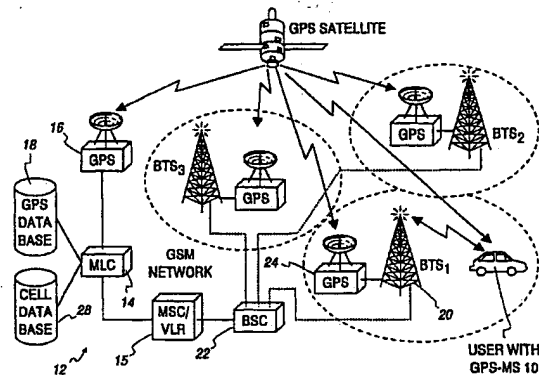 GPS SATELLITE
16
GPS
18
GPS
DATA
BASE
CELL
DATA
BASE
28
12
MLC
14
GSM
NETWORK
MSC/
VLR
15
BSC
22
BTS3
GPS
GPS
BTS2
24
GPS
BTS1
20
USER WITH
GPS-MS 10